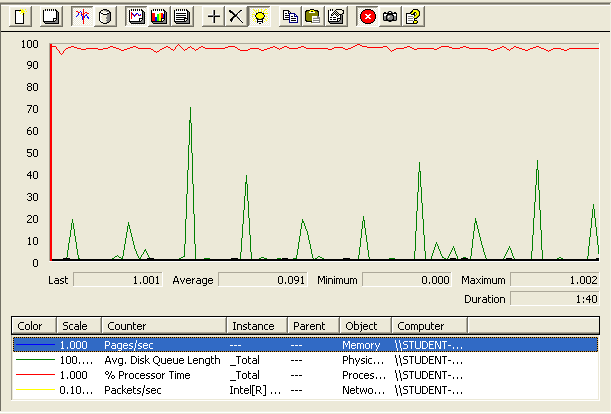 100
90
80
70
60
50
40
30
20
10
0
Last 1.001 Average 0.091 Minimum 0.000 Maximum 1.002
Duration 1:40
Color Scale Counter Instance Parent Object Computer
1.000 Pages/sec --- --- Memory \\STUDENT-...
100.... Avg. Disk Queue Length _Total --- Physic... \\STUDENT-...
1.000 % Processor Time _Total --- Proces... \\STUDENT-...
0.10... Packets/sec Intel[R] ... --- Netwo... \\STUDENT-...